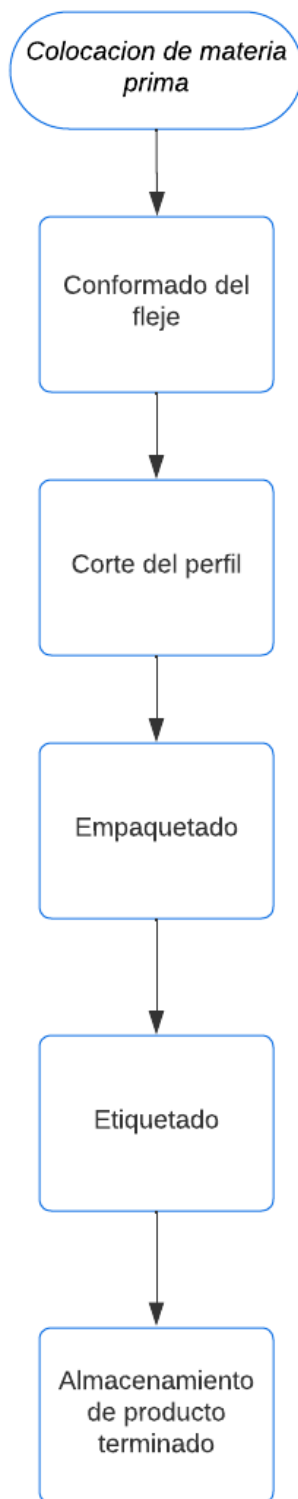 Colocacion de materia
prima
Conformado del
fleje
Corte del perfil
Empaquetado
Etiquetado
Almacenamiento
de producto
terminado